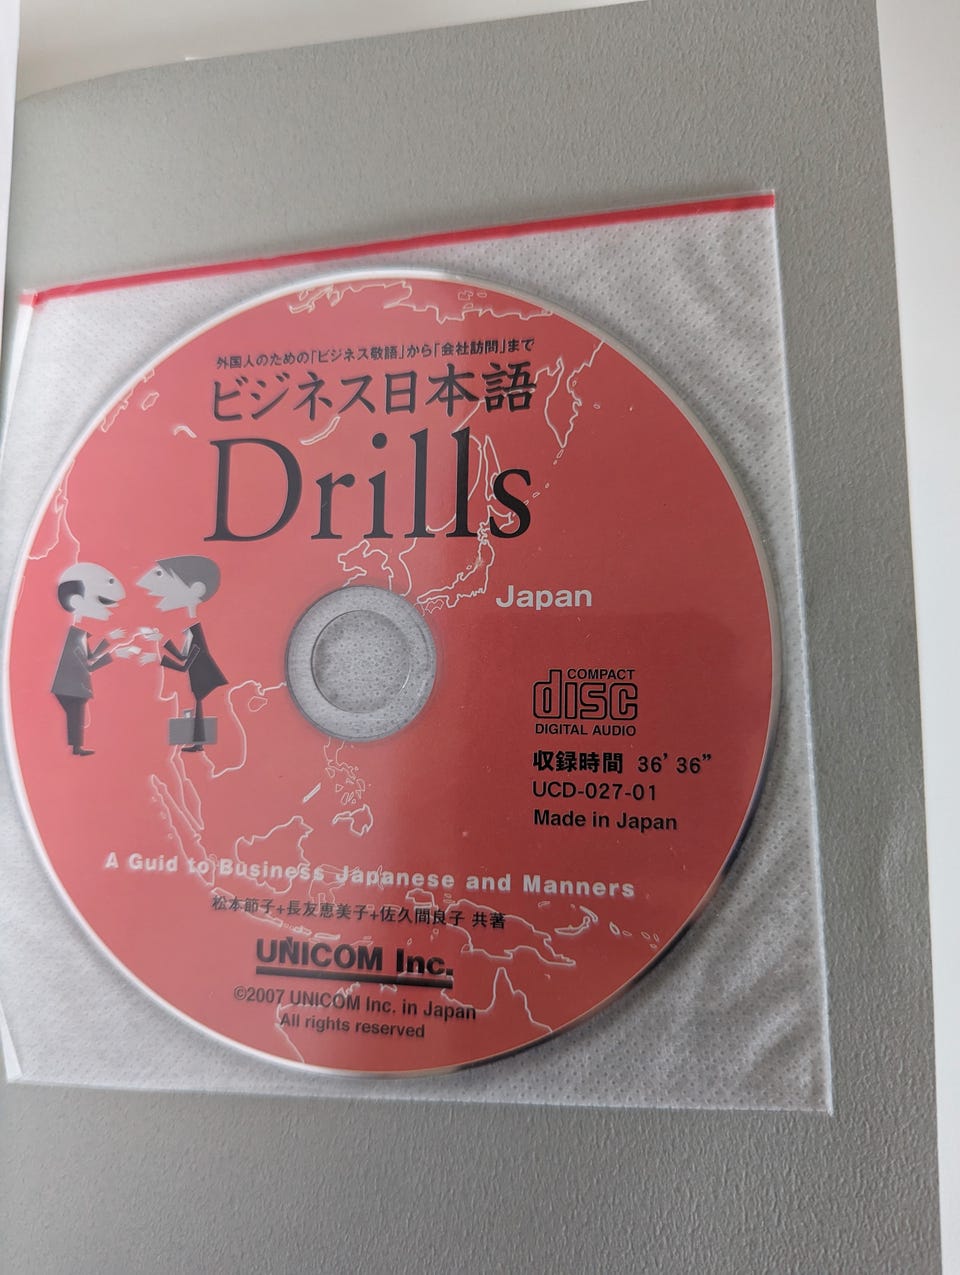 外国人のための「ビジネス敬語」から「会社訪問」まで
ビジネス日本語
Drills
Japan
COMPACT
disc
DIGITAL AUDIO
収録時間 36’36”
UCD-027-01
Made in Japan
A Guid to Business Japanese and Manners
松本節子+長友恵美子+佐久間良子 共著
UNICOM Inc.
©2007 UNICOM Inc. in Japan
All rights reserved